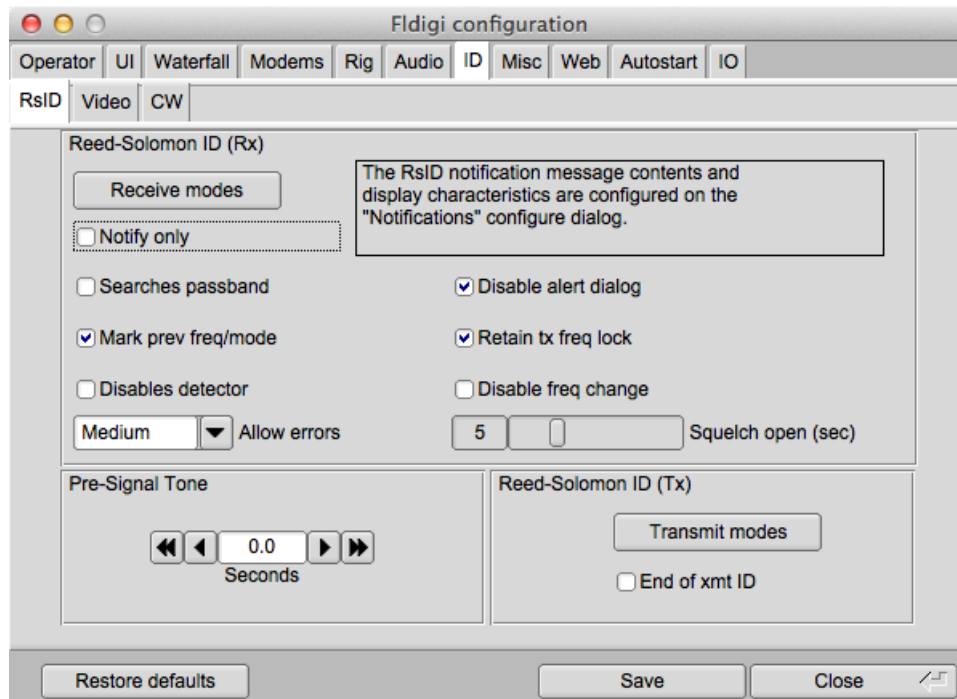 Fldigi configuration
Operator UI Waterfall Modems Rig Audio ID Misc Web Autostart IO
RsID Video CW
Reed-Solomon ID (Rx)
Receive modes
The RsID notification message contents and
display characteristics are configured on the
"Notifications" configure dialog.
Notify only
Searches passband
Disable alert dialog
Mark prev freq/mode
Retain tx freq lock
Disables detector
Disable freq change
Medium Allow errors
5 Squelch open (sec)
Pre-Signal Tone
0.0
Seconds
Reed-Solomon ID (Tx)
Transmit modes
End of xmt ID
Restore defaults Save Close